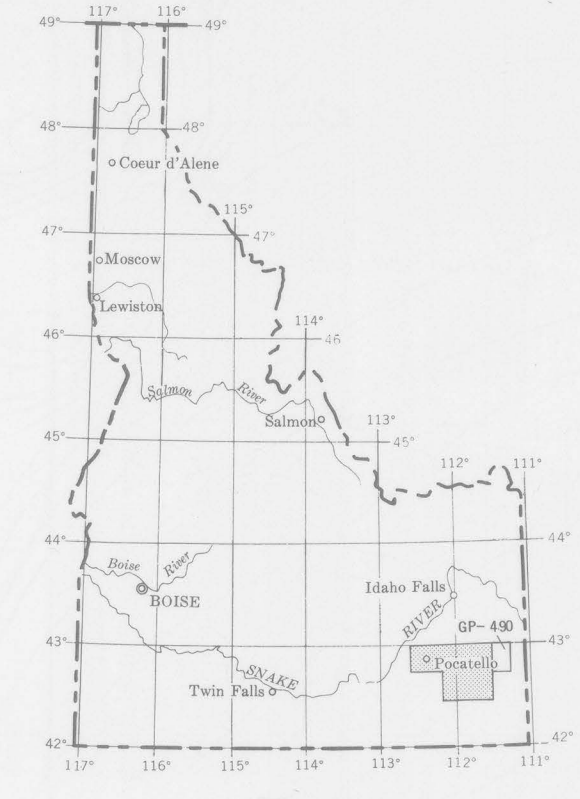 117° 116°
49° 49°
48° 48°
Coeur d'Alene
115°
47° 47°
Moscow
Lewiston
114°
46° 46
Salmon River
Salmon
113°
45° 45°
112° 111°
44° 44°
Boise River
BOISE
Idaho Falls
RIVER
GP-490
43° 43°
Pocatello
SNAKE
Twin Falls
42° 42°
117° 116° 115° 114° 113° 112° 111°